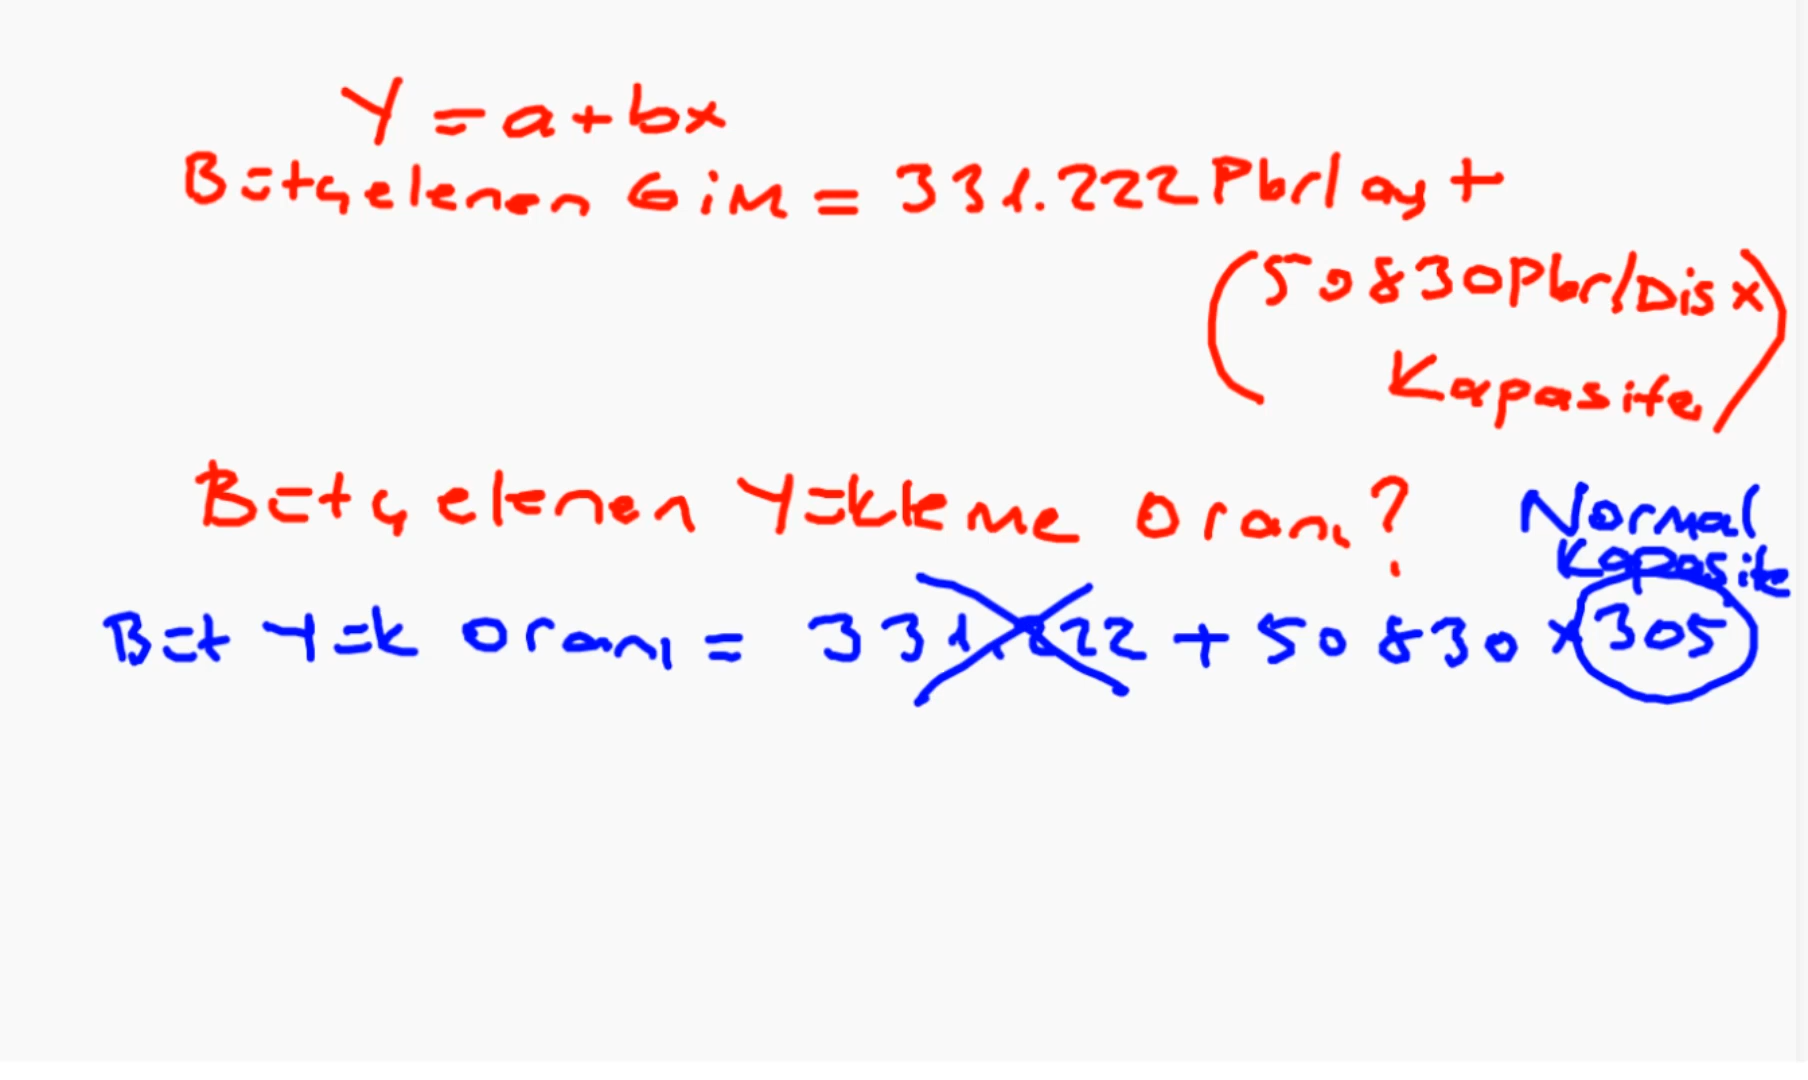 Y = a + bx
Bütçelenen GİM = 331.222 Pbr/ay +
(50830 Pbr/Dis x
Kapasite)
Bütçelenen Yükleme Oranı?
Normal
Kapasite
Büt Yük Oranı = 331.222 + 50830 x 305